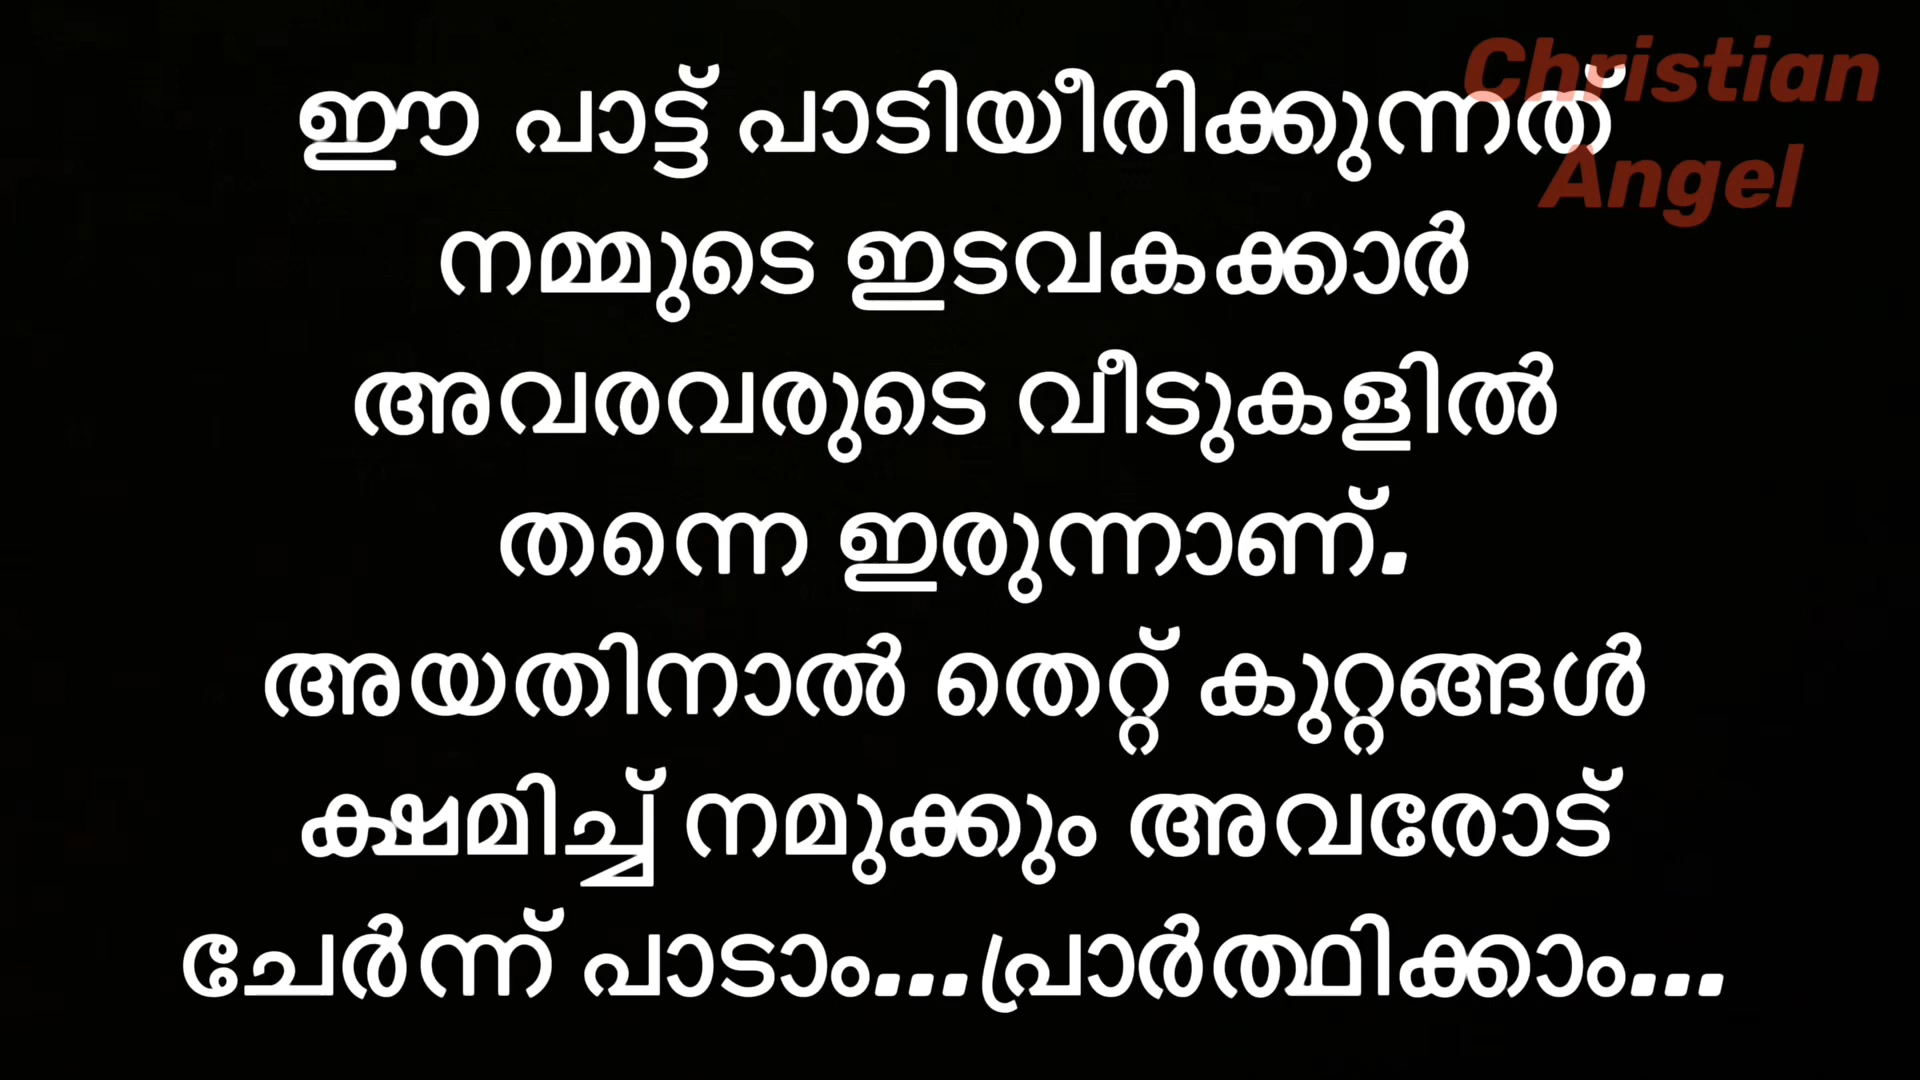 Christian
Angel
ഈ പാട്ട് പാടിയീരിക്കുന്നത്
നമ്മുടെ ഇടവകക്കാർ
അവരവരുടെ വീടുകളിൽ
തന്നെ ഇരുന്നാണ്.
അയതിനാൽ തെറ്റ് കുറ്റങ്ങൾ
ക്ഷമിച്ച് നമുക്കും അവരോട്
ചേർന്ന് പാടാം...പ്രാർത്ഥിക്കാം...